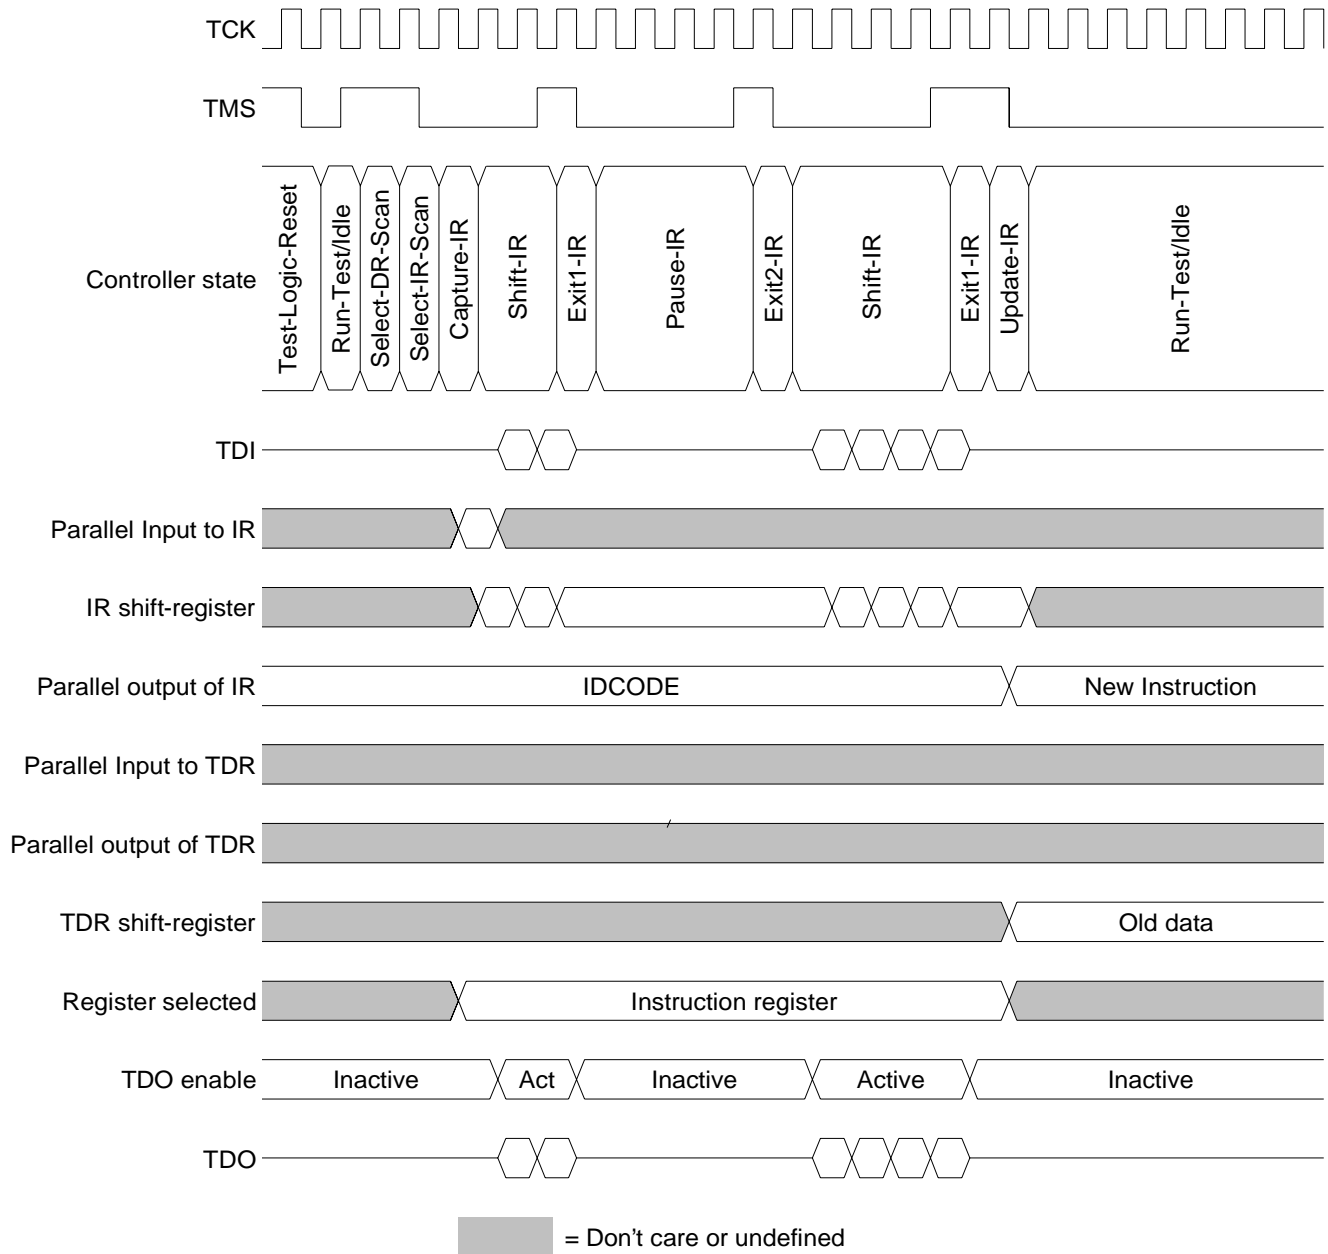 TCK
TMS
Controller state
Test-Logic-Reset
Run-Test/Idle
Select-DR-Scan
Select-IR-Scan
Capture-IR
Shift-IR
Exit1-IR
Pause-IR
Exit2-IR
Shift-IR
Exit1-IR
Update-IR
Run-Test/Idle
TDI
Parallel Input to IR
IR shift-register
Parallel output of IR
IDCODE
New Instruction
Parallel Input to TDR
Parallel output of TDR
TDR shift-register
Old data
Register selected
Instruction register
TDO enable
Inactive
Act
Inactive
Active
Inactive
TDO
= Don't care or undefined